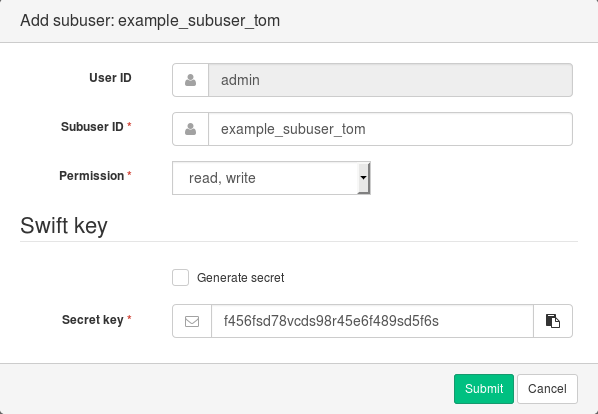 Add subuser: example_subuser_tom
User ID
admin
Subuser ID *
example_subuser_tom
Permission *
read, write
Swift key
Generate secret
Secret key *
f456fsd78vcds98r45e6f489sd5f6s
Submit
Cancel